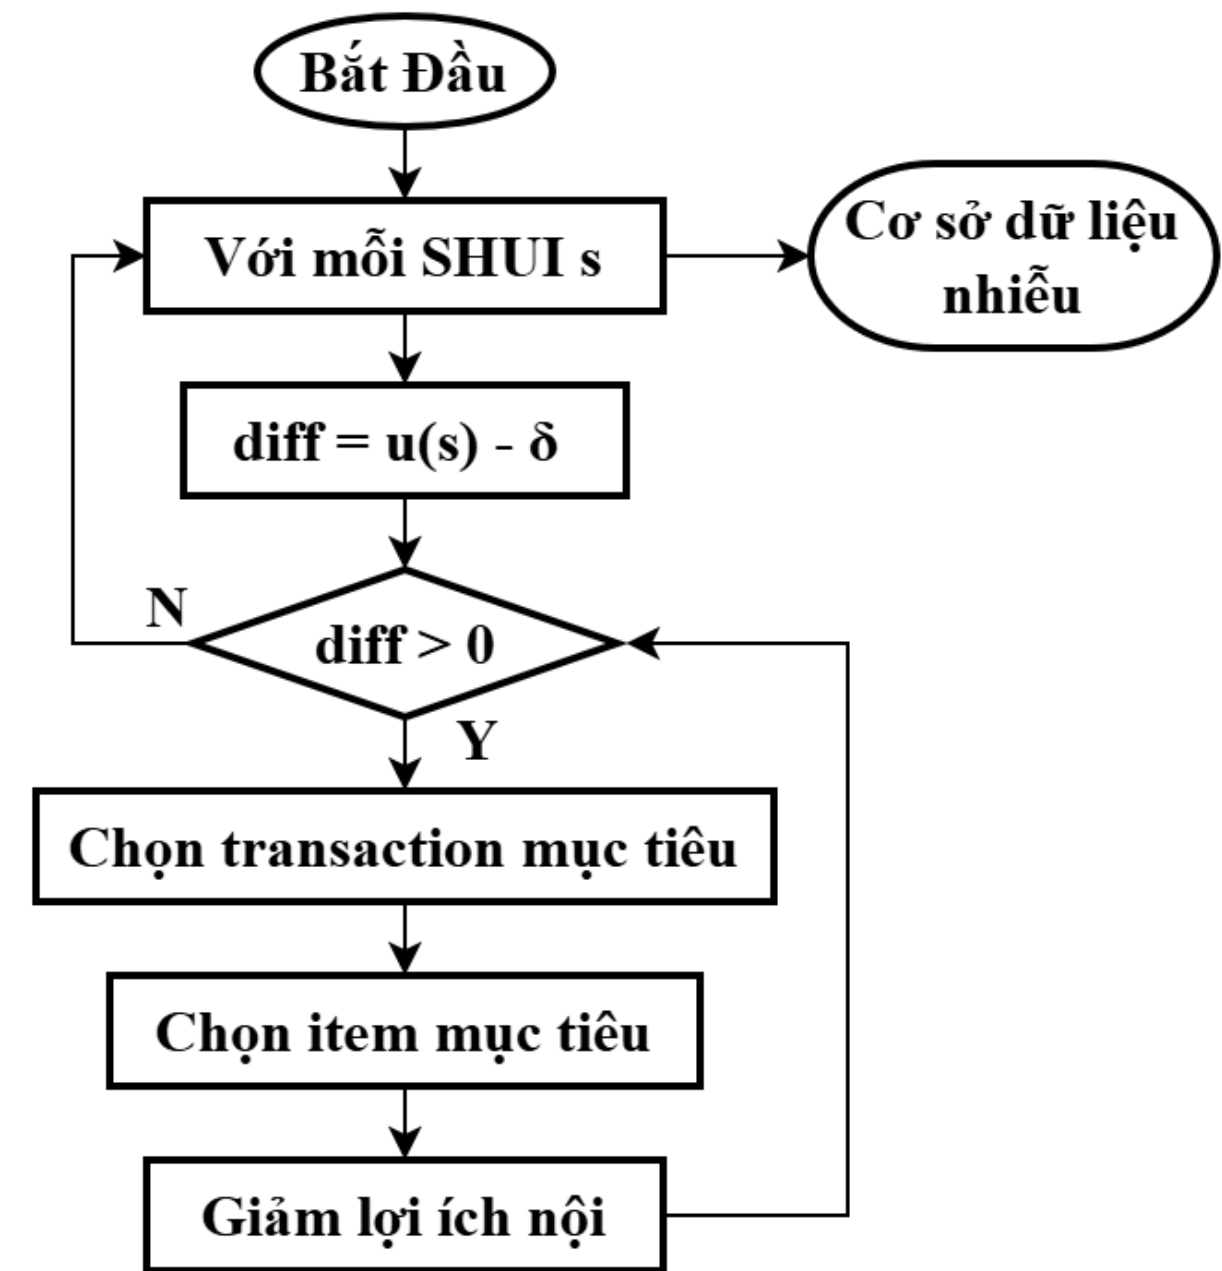 Bắt Đầu
Với mỗi SHUI s
Cơ sở dữ liệu
nhiễu
diff = u(s) - δ
N
diff > 0
Y
Chọn transaction mục tiêu
Chọn item mục tiêu
Giảm lợi ích nội